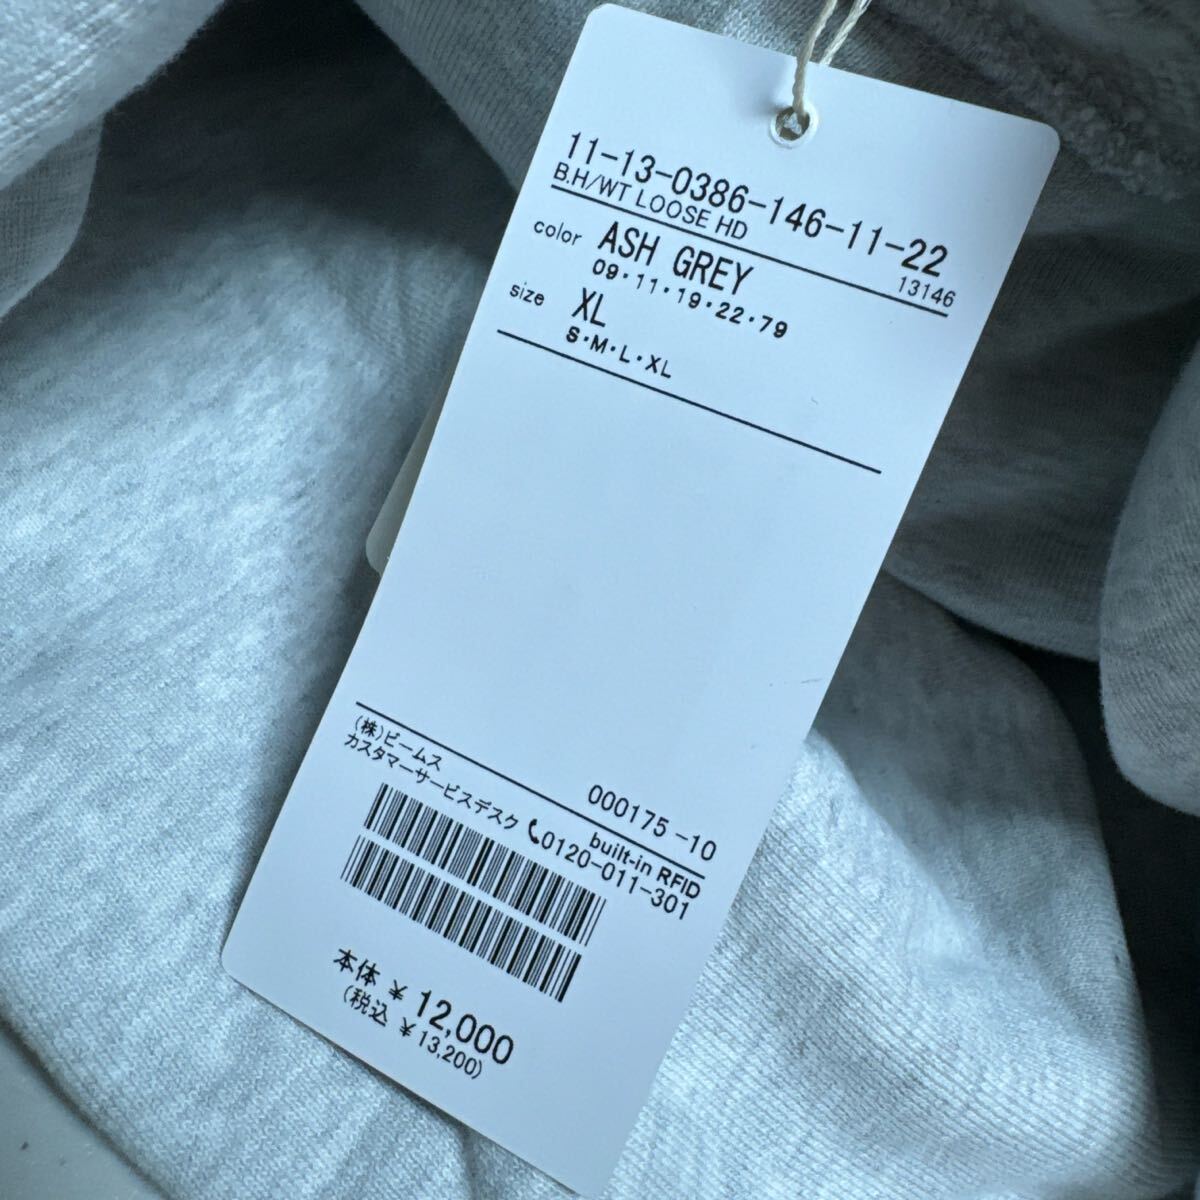 11-13-0386-146-11-22
B.H/WT LOOSE HD
13146
color ASH GREY
09・11・19・22・79
size XL
S・M・L・XL
000175-10
(株)ビームス
built-in RFID
カスタマーサービスデスク 0120-011-301
本体 ¥ 12,000
(税込 ¥13,200)